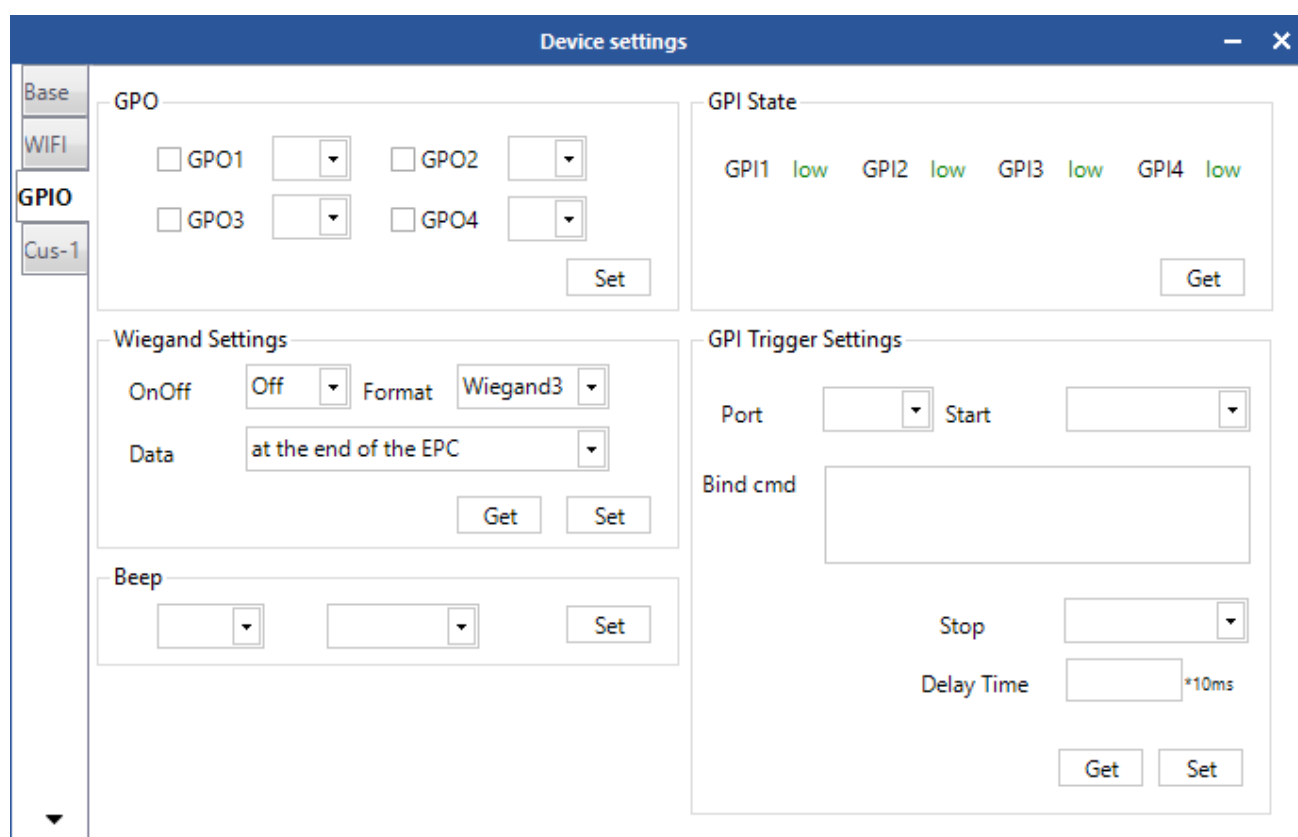 Device settings
Base
WIFI
GPIO
Cus-1
GPO
GPO1
GPO2
GPO3
GPO4
Set
GPI State
GPI1 low GPI2 low GPI3 low GPI4 low
Get
Wiegand Settings
OnOff Off Format Wiegand3
Data at the end of the EPC
Get Set
Beep
Set
GPI Trigger Settings
Port Start
Bind cmd
Stop
Delay Time *10ms
Get Set